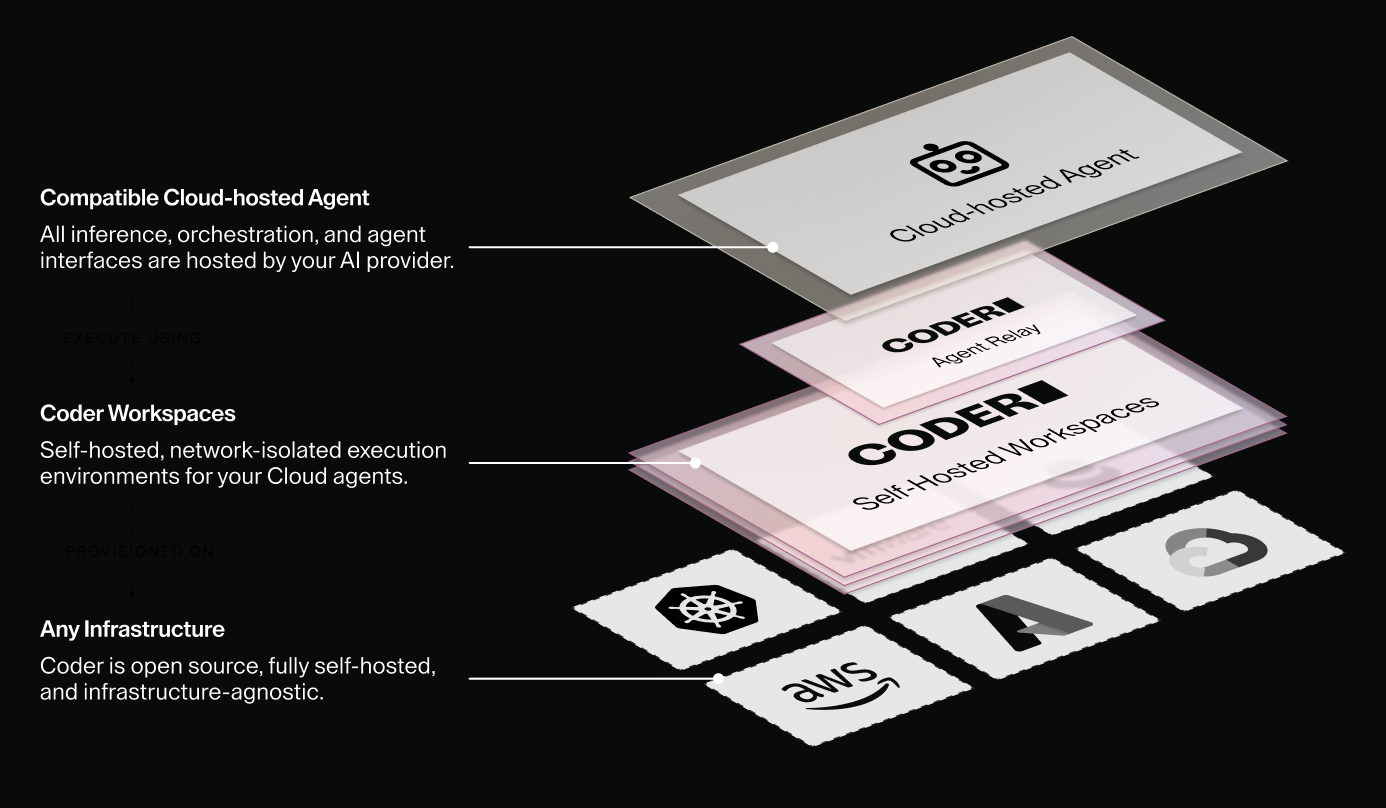 Compatible Cloud-hosted Agent
All inference, orchestration, and agent
interfaces are hosted by your AI provider.
EXECUTE USING
Coder Workspaces
Self-hosted, network-isolated execution
environments for your Cloud agents.
PROVISIONED ON
Any Infrastructure
Coder is open source, fully self-hosted,
and infrastructure-agnostic.
Cloud-hosted Agent
CODER
Agent Relay
CODER
Self-Hosted Workspaces
vmware
aws